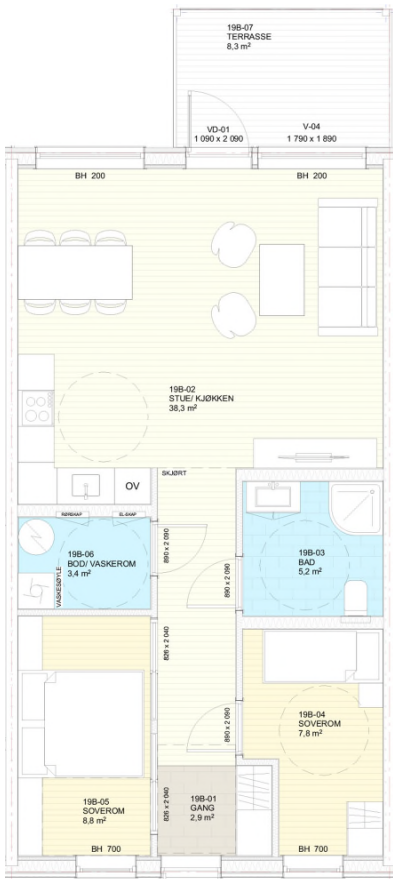 19B-07
TERRASSE
8,3 m²
VD-01
1 090 x 2 090
V-04
1 790 x 1 890
BH 200
BH 200
19B-02
STUE/ KJØKKEN
38,3 m²
SKJØRT
OV
RØRSKAP
EL-SKAP
19B-06
BOD/ VASKEROM
3,4 m²
VASKESØYLE
890 x 2 090
19B-03
BAD
5,2 m²
890 x 2 090
826 x 2 040
19B-04
SOVEROM
7,8 m²
890 x 2 090
19B-05
SOVEROM
8,8 m²
826 x 2 040
19B-01
GANG
2,9 m²
BH 700
BH 700